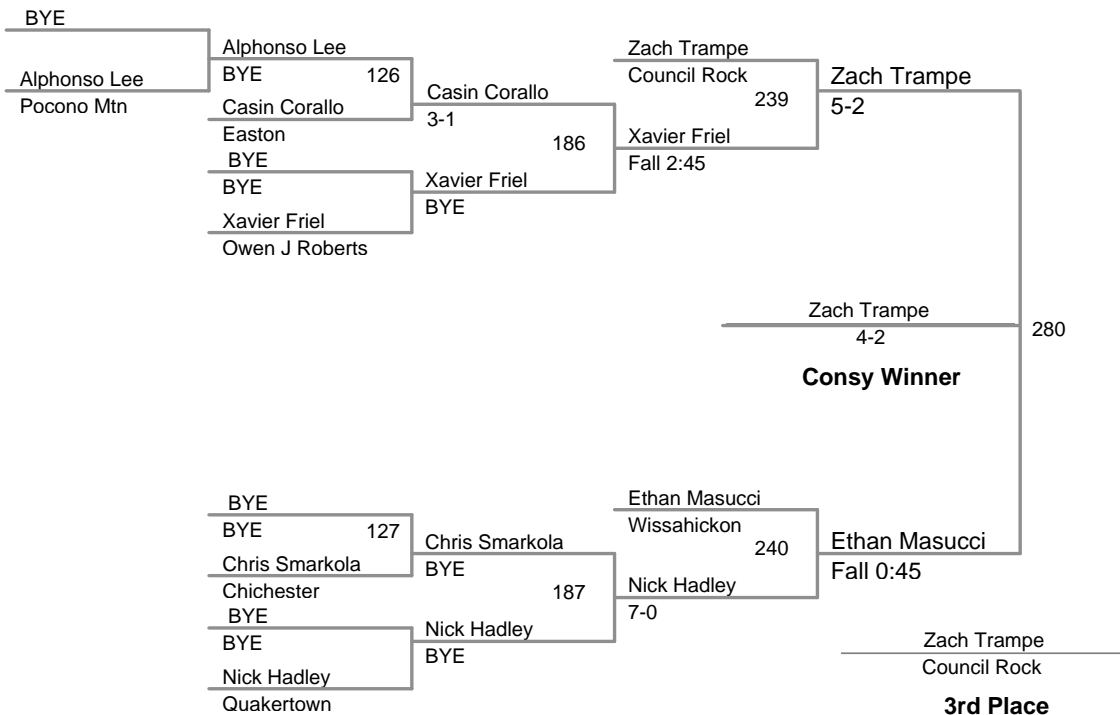 BYE
Alphonso Lee
Pocono Mtn
Alphonso Lee
BYE
126
Casin Corallo
Easton
BYE
BYE
Xavier Friel
Owen J Roberts
Casin Corallo
3-1
186
Xavier Friel
BYE
Zach Trampe
Council Rock
239
Xavier Friel
Fall 2:45
Zach Trampe
5-2
Zach Trampe
4-2
280
Consy Winner
BYE
BYE
127
Chris Smarkola
Chichester
BYE
BYE
Nick Hadley
Quakertown
Chris Smarkola
BYE
187
Nick Hadley
BYE
Ethan Masucci
Wissahickon
240
Nick Hadley
7-0
Ethan Masucci
Fall 0:45
Zach Trampe
Council Rock
3rd Place